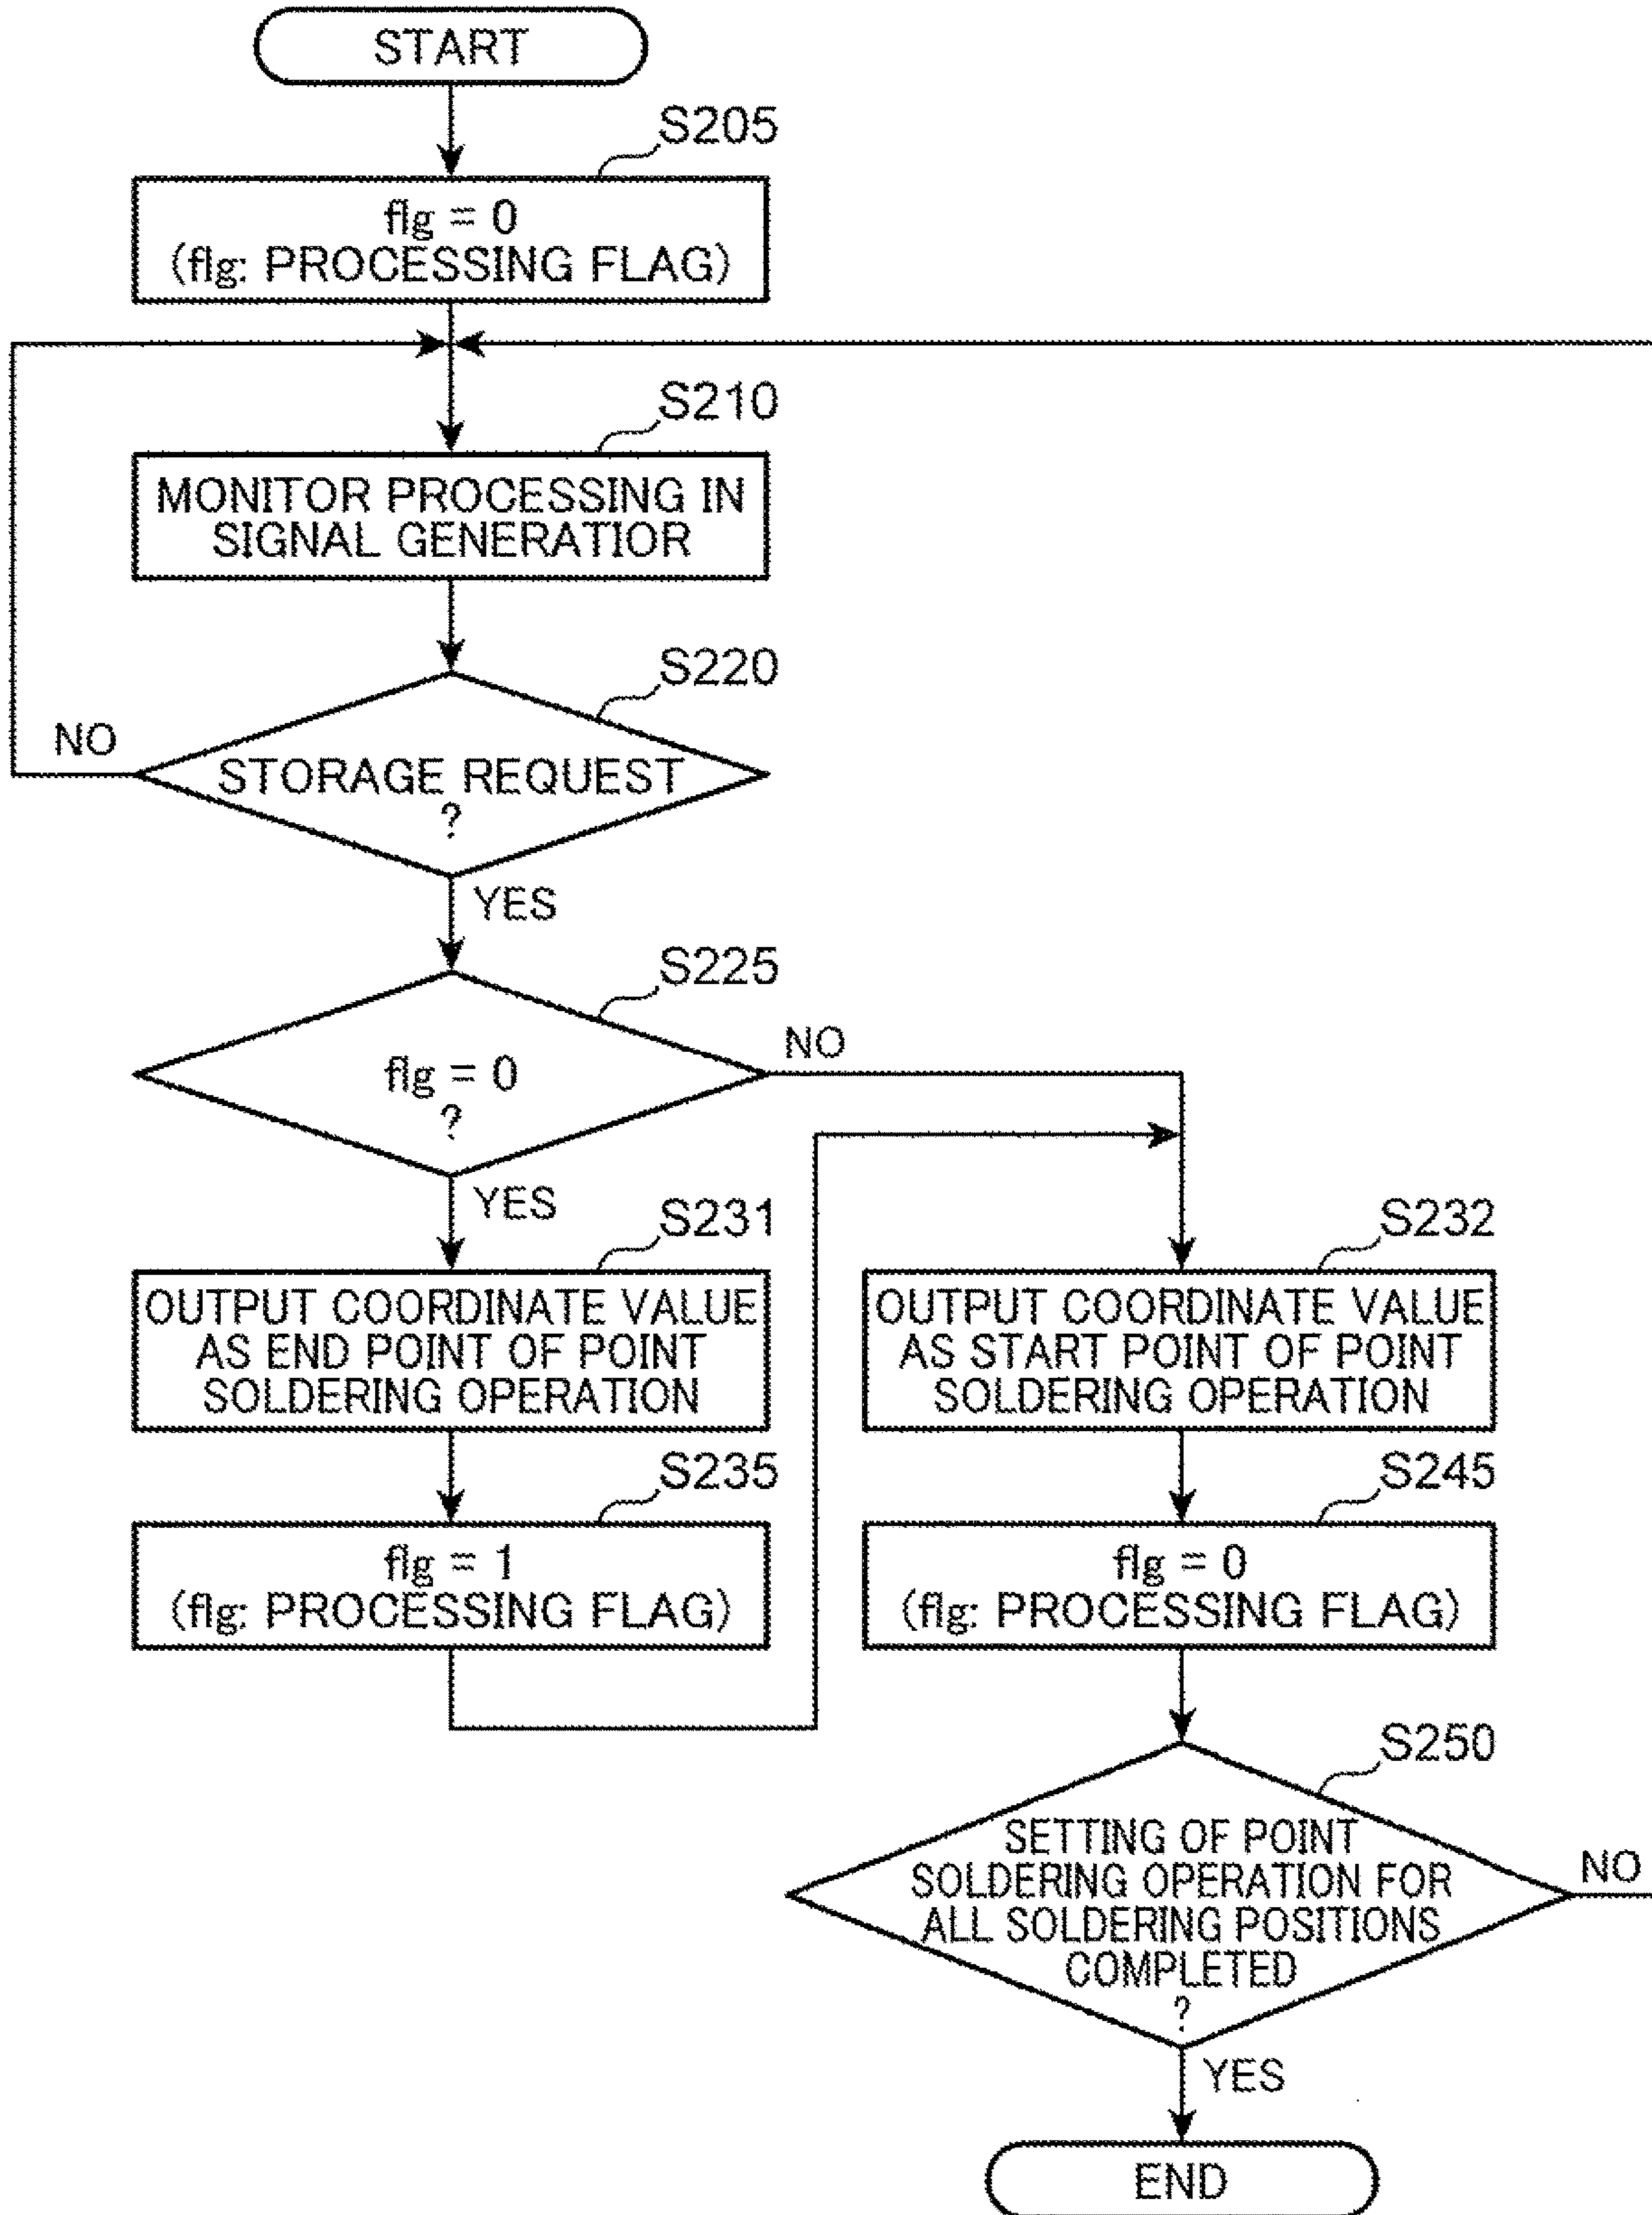 START
S205
flg = 0
(flg: PROCESSING FLAG)
S210
MONITOR PROCESSING IN
SIGNAL GENERATIOR
S220
NO
STORAGE REQUEST
?
YES
S225
NO
flg = 0
?
YES
S231
OUTPUT COORDINATE VALUE
AS END POINT OF POINT
SOLDERING OPERATION
S235
flg = 1
(flg: PROCESSING FLAG)
S232
OUTPUT COORDINATE VALUE
AS START POINT OF POINT
SOLDERING OPERATION
S245
flg = 0
(flg: PROCESSING FLAG)
S250
SETTING OF POINT
SOLDERING OPERATION FOR
ALL SOLDERING POSITIONS
COMPLETED
?
NO
YES
END